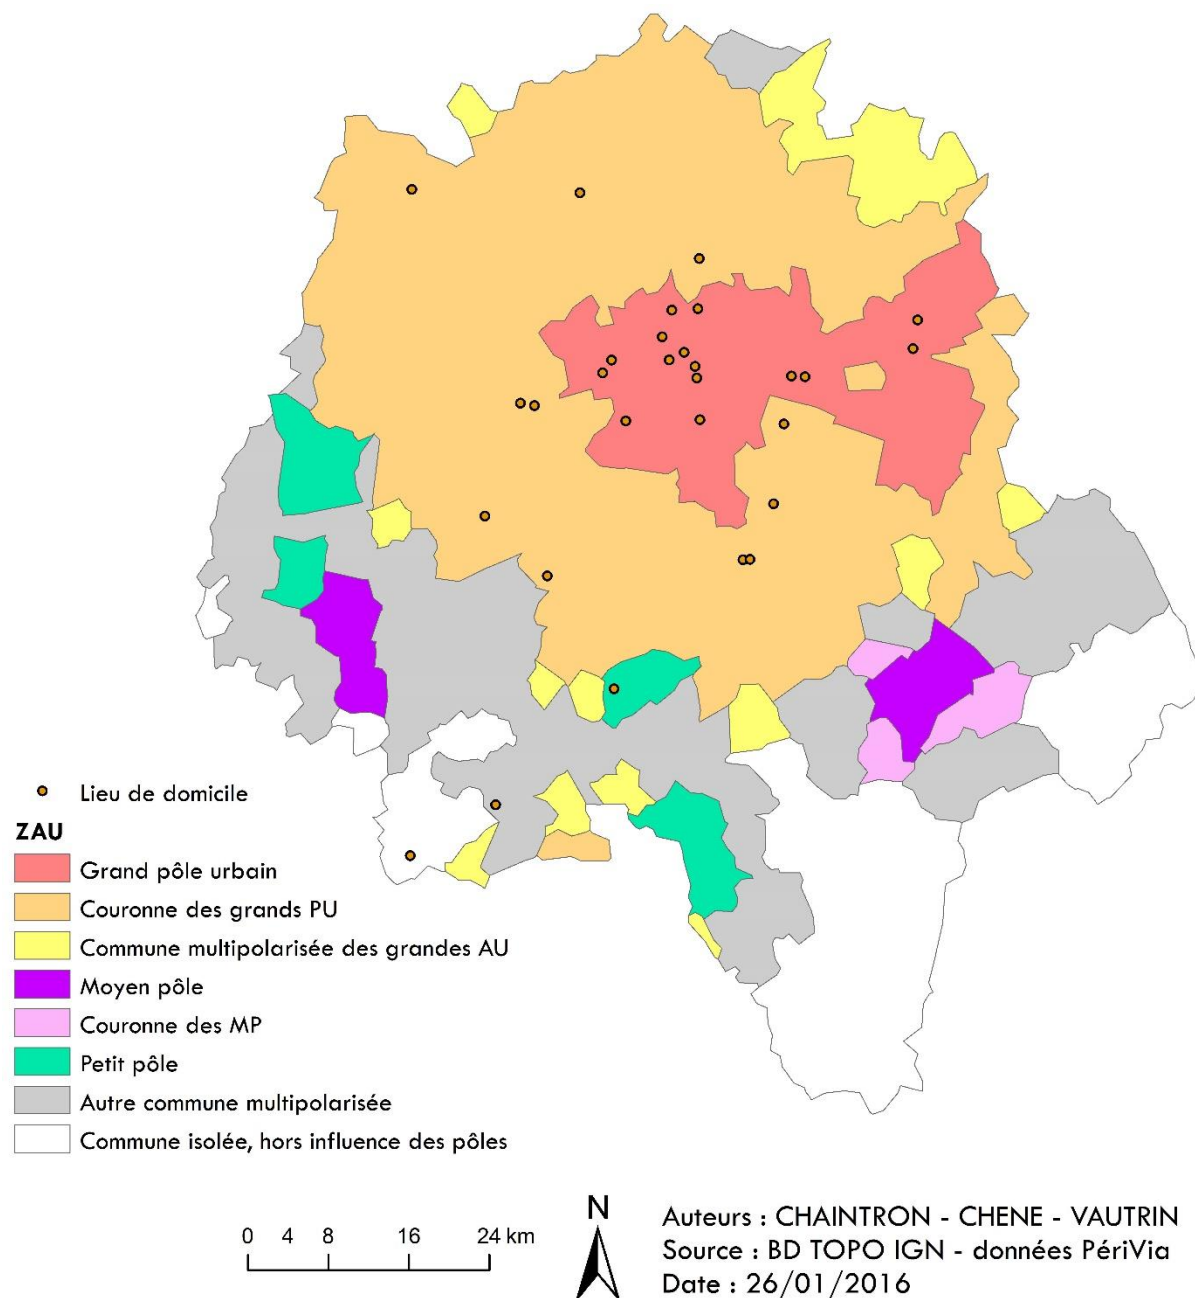 Lieu de domicile
ZAU
Grand pôle urbain
Couronne des grands PU
Commune multipolarisée des grandes AU
Moyen pôle
Couronne des MP
Petit pôle
Autre commune multipolarisée
Commune isolée, hors influence des pôles
0 4 8 16 24 km
N
Auteurs : CHAINTRON - CHENE - VAUTRIN
Source : BD TOPO IGN - données PériVia
Date : 26/01/2016